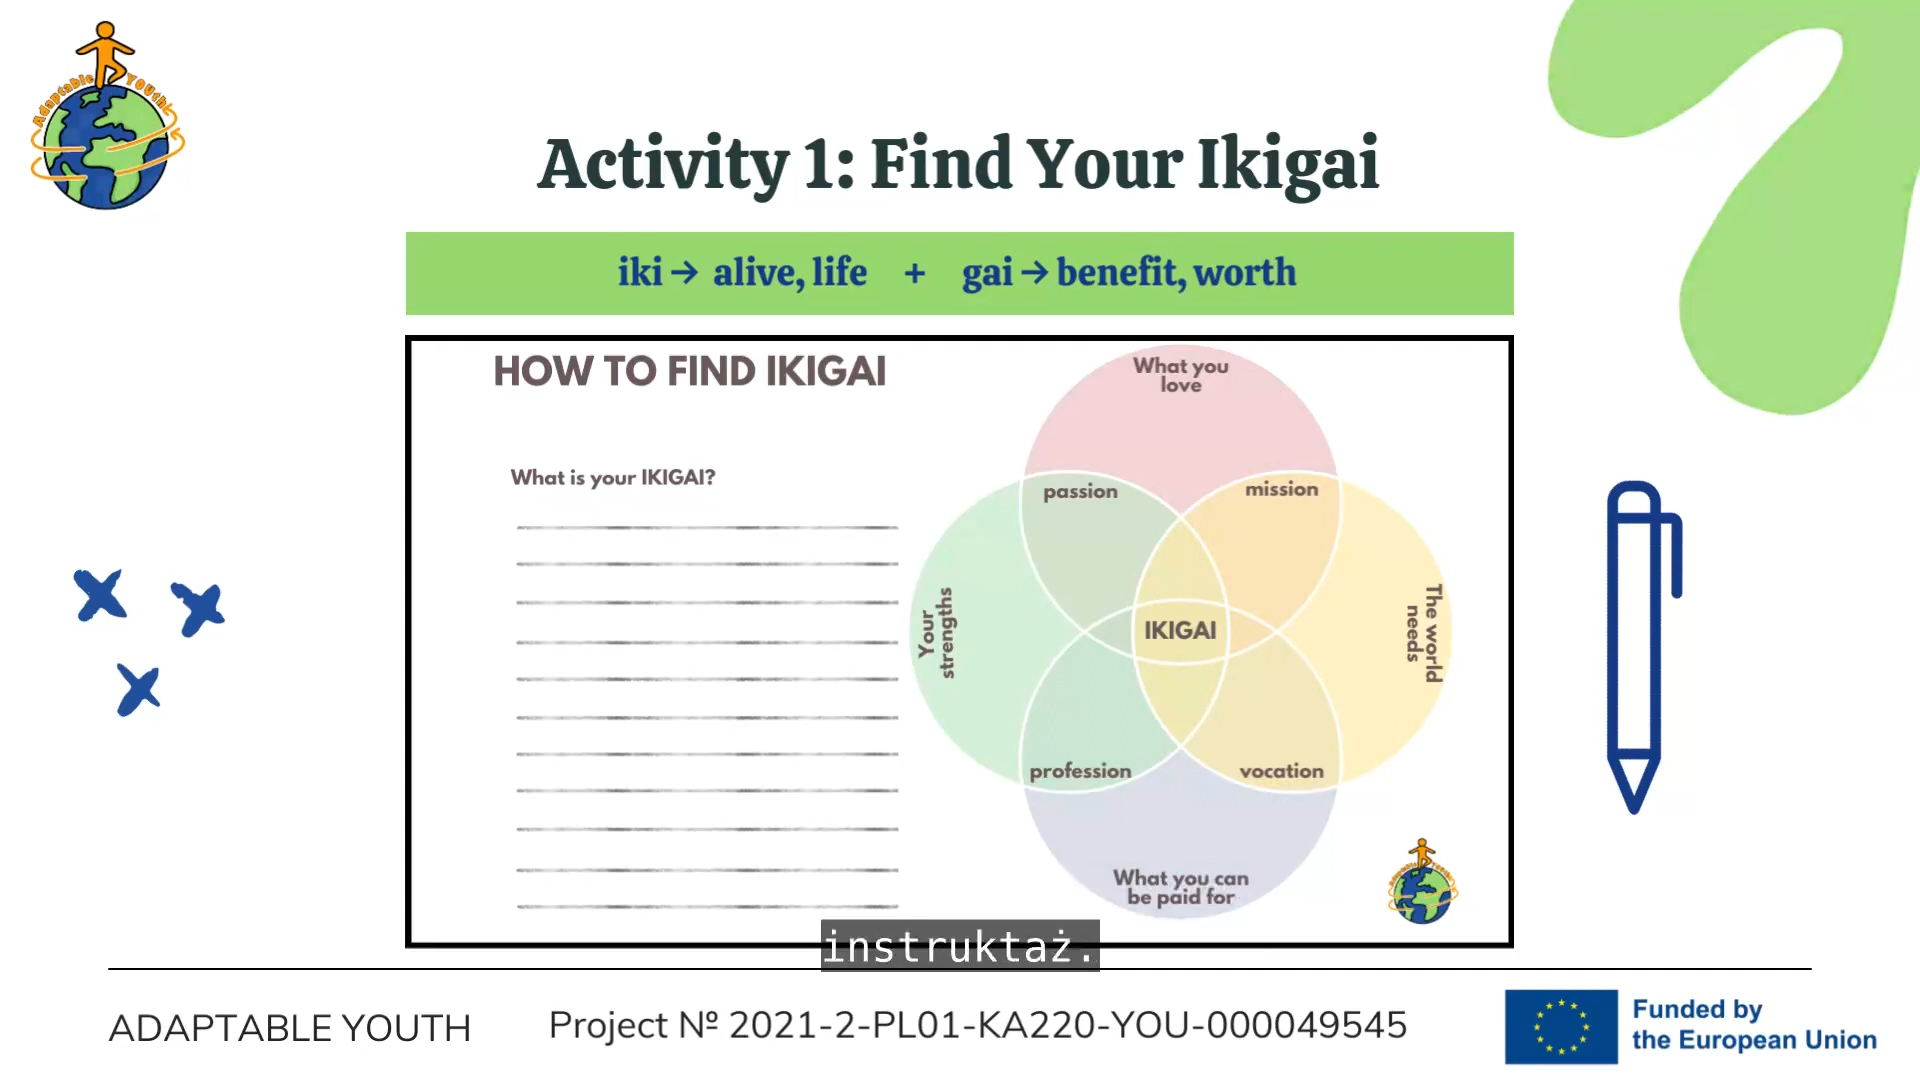 Adaptable YOUth
Activity 1: Find Your Ikigai
iki → alive, life + gai → benefit, worth
HOW TO FIND IKIGAI
What is your IKIGAI?
What you
love
passion
mission
Your
strengths
IKIGAI
The world
needs
profession
vocation
What you can
be paid for
instruktaż.
ADAPTABLE YOUTH
Project № 2021-2-PL01-KA220-YOU-000049545
Funded by
the European Union